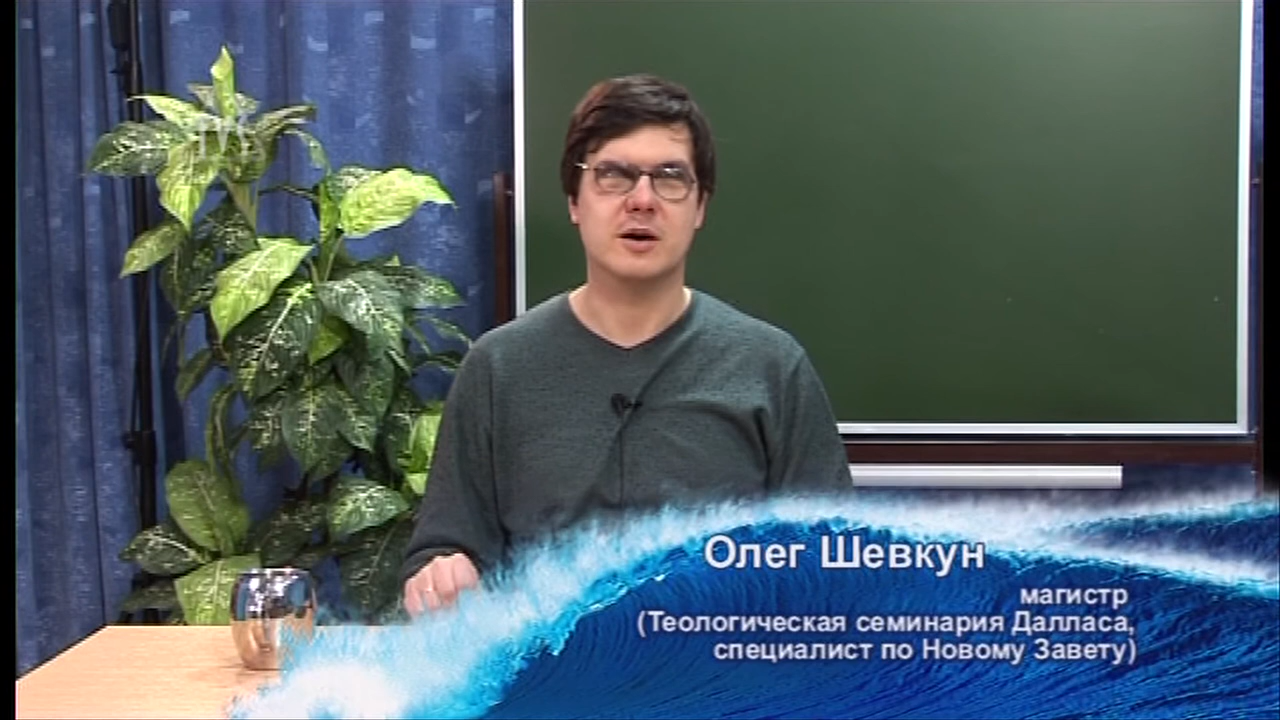 Олег Шевкун
магистр
(Теологическая семинария Далласа,
специалист по Новому Завету)